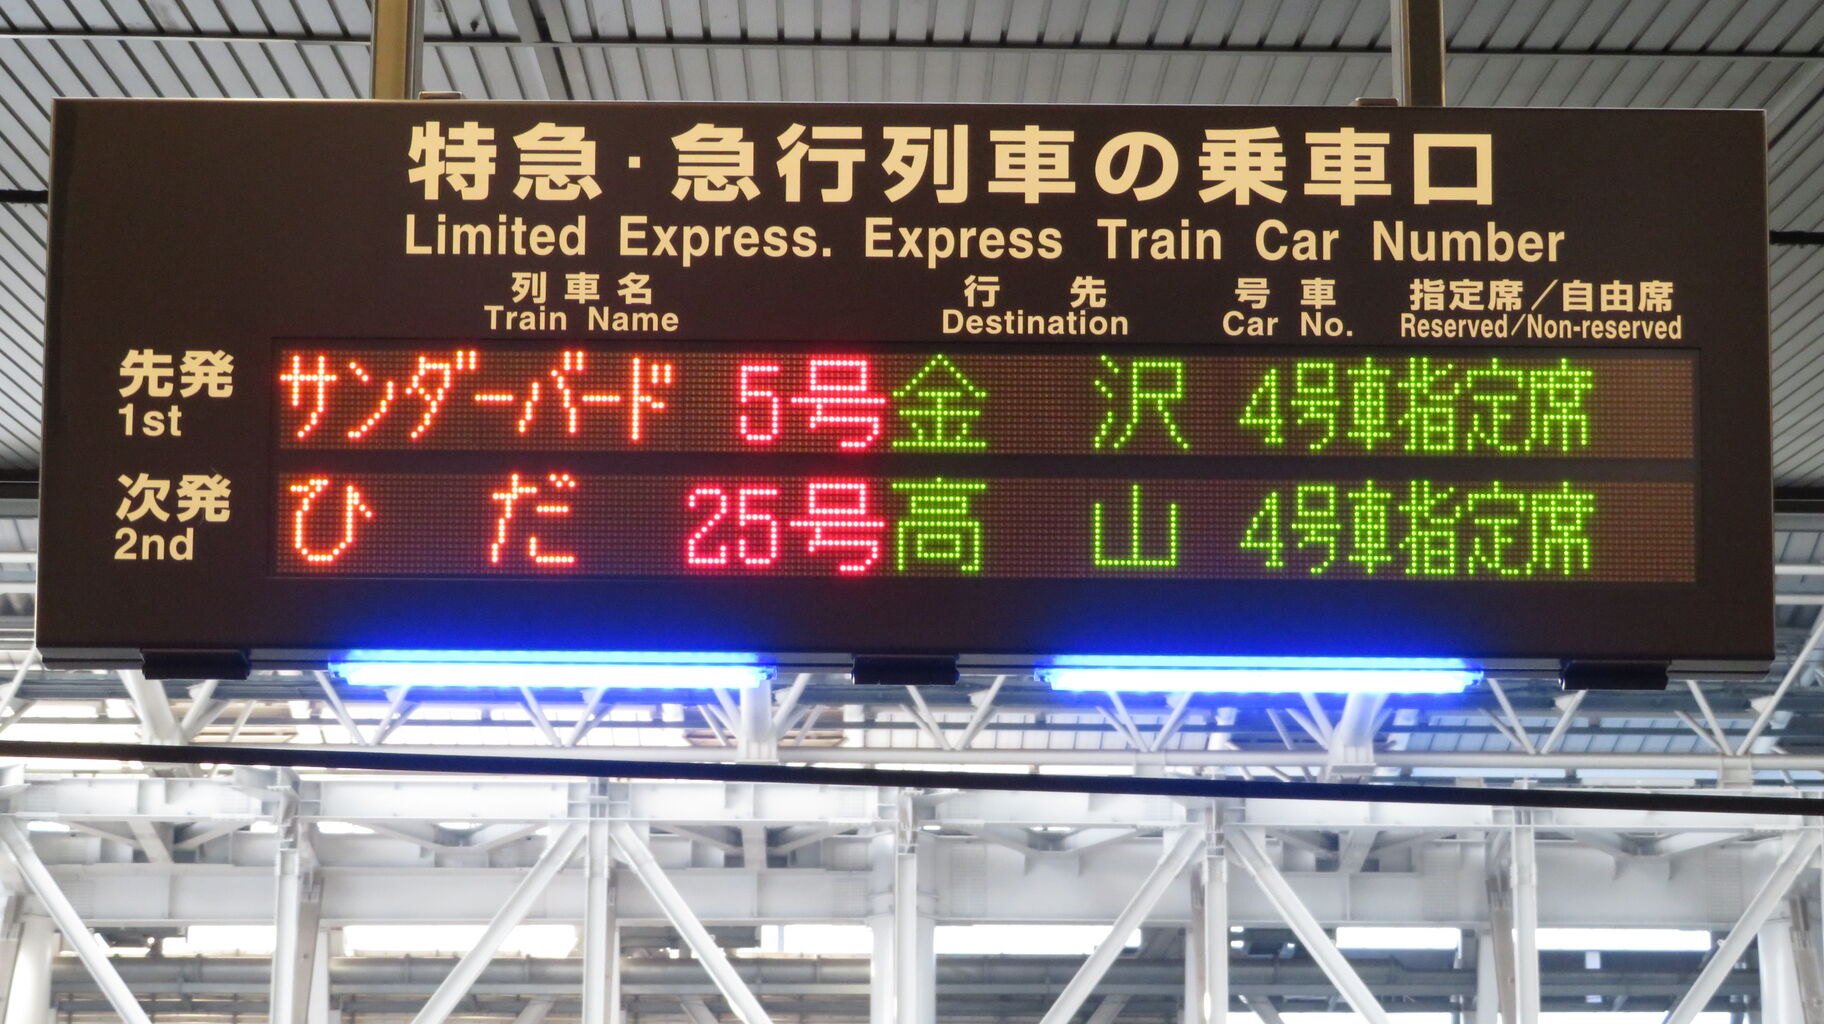 特急・急行列車の乗車口
Limited Express. Express Train Car Number
列車名 行先 号車 指定席／自由席
Train Name Destination Car No. Reserved/Non-reserved
先発 サンダーバード 5号 金沢 4号車指定席
1st
次発 ひだ 25号 高山 4号車指定席
2nd